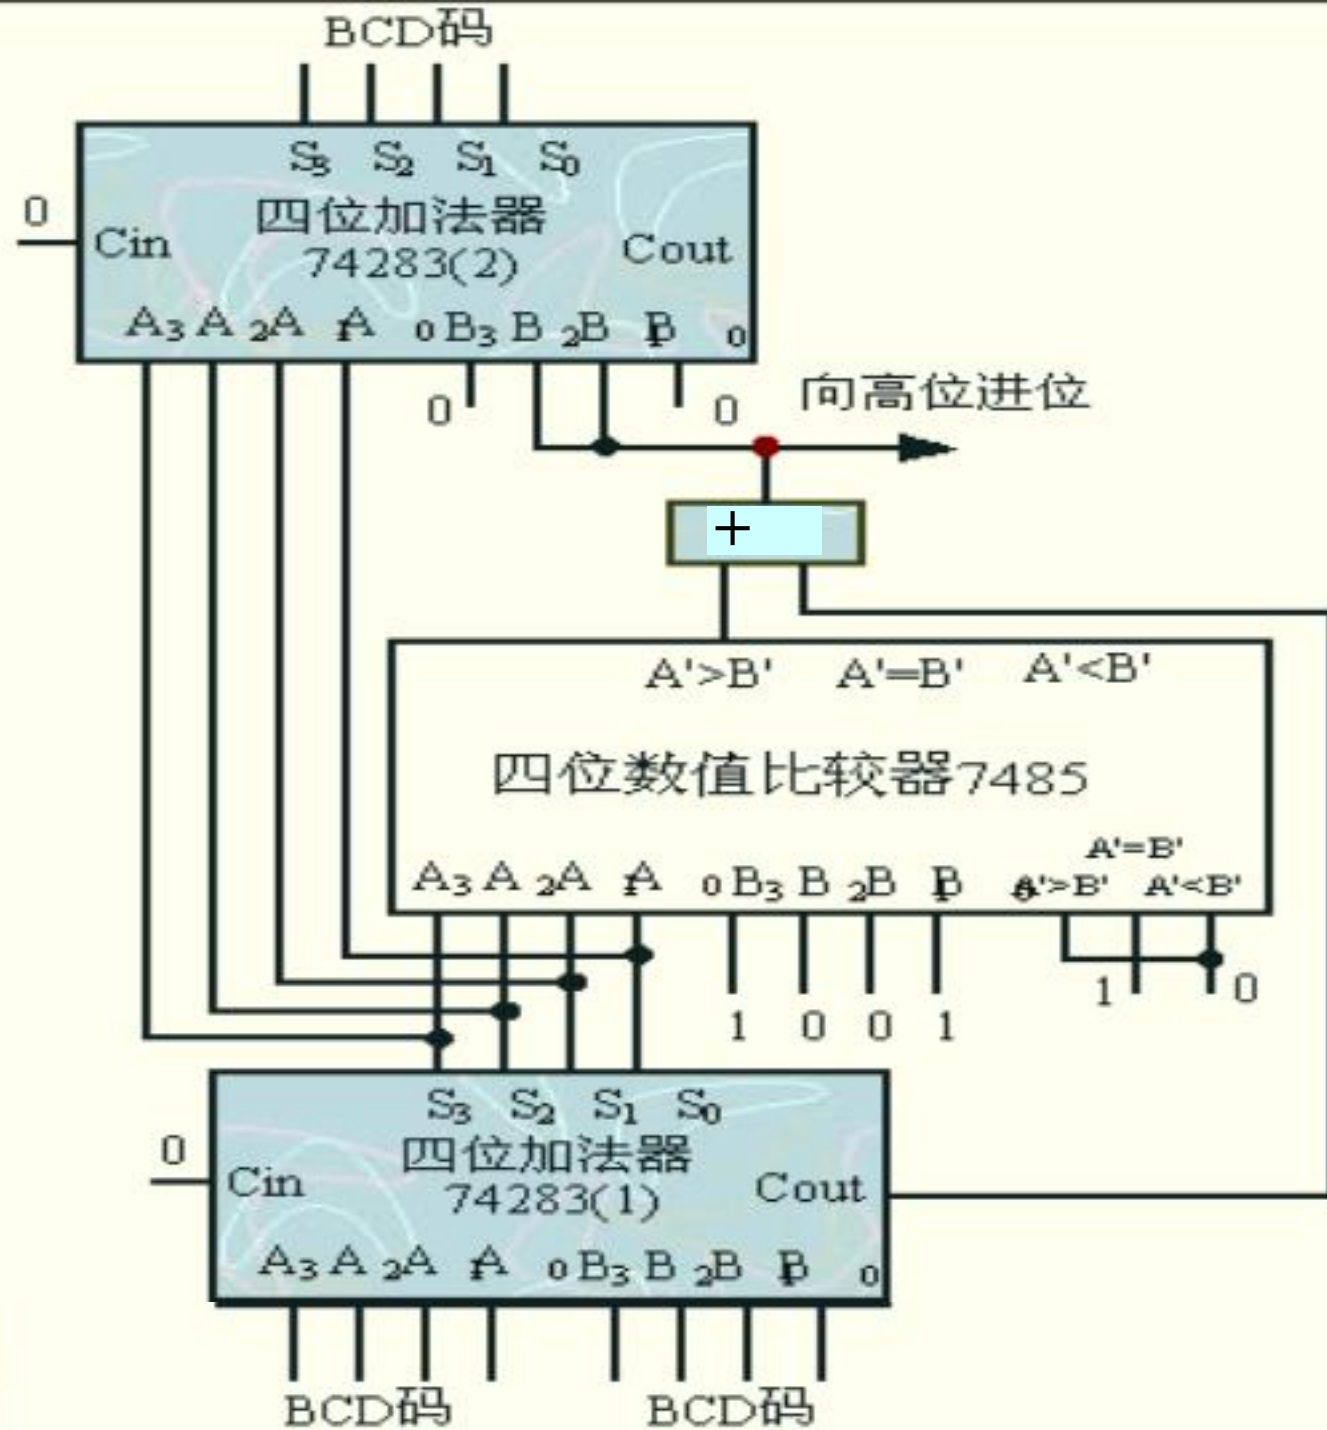 BCD码
S3 S2 S1 S0
0
四位加法器
Cin 74283(2) Cout
A3 A2 A1 A0 B3 B2 B1 B0
0 0
向高位进位
+
A'>B' A'=B' A'<B'
四位数值比较器7485
A'=B'
A3 A2 A1 A0 B3 B2 B1 B0 A'>B' A'<B'
1 0
1 0 0 1
S3 S2 S1 S0
0
四位加法器
Cin 74283(1) Cout
A3 A2 A1 A0 B3 B2 B1 B0
BCD码 BCD码